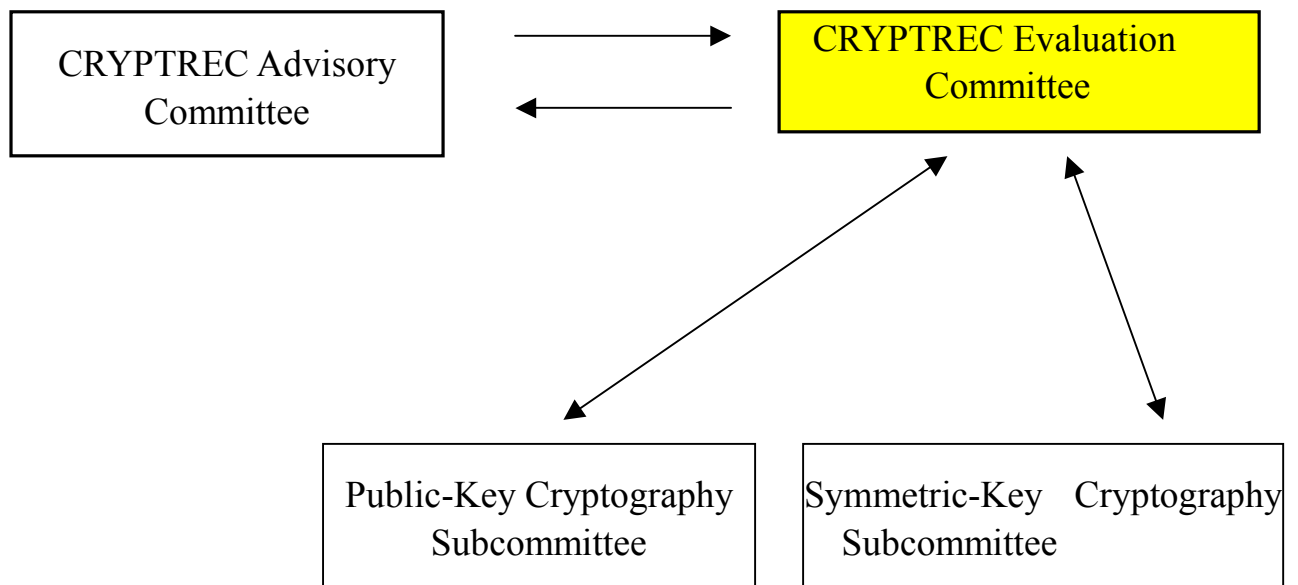 CRYPTREC Advisory
Committee
CRYPTREC Evaluation
Committee
Public-Key Cryptography
Subcommittee
Symmetric-Key Cryptography
Subcommittee